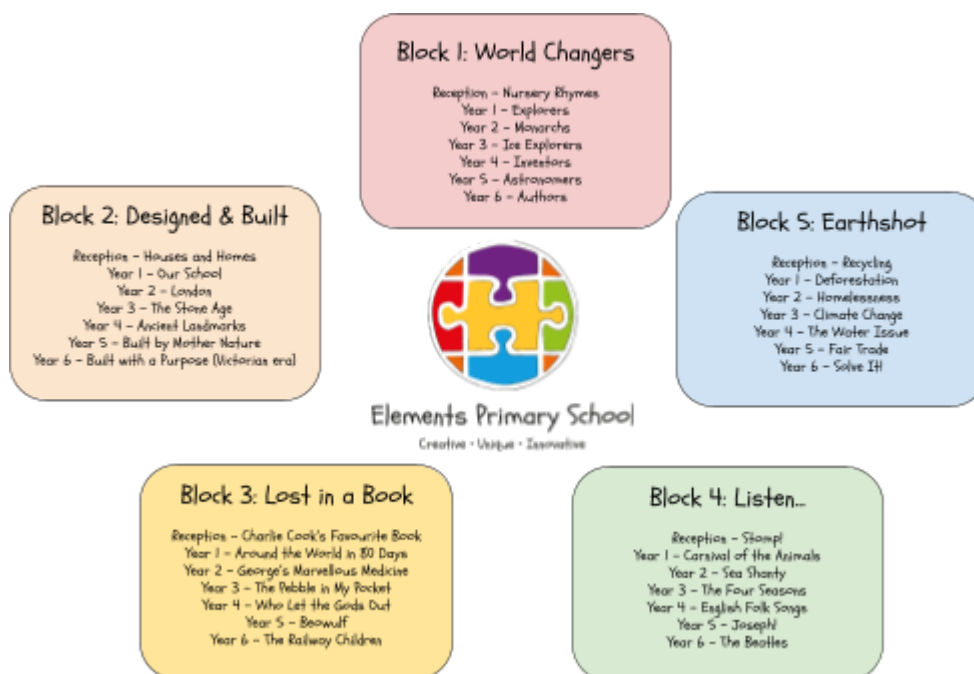 Block 1: World Changers
Reception - Nursery Rhymes
Year 1 - Explorers
Year 2 - Monarchs
Year 3 - Ice Explorers
Year 4 - Inventors
Year 5 - Astronomers
Year 6 - Authors
Block 2: Designed & Built
Reception - Houses and Homes
Year 1 - Our School
Year 2 - London
Year 3 - The Stone Age
Year 4 - Ancient Landmarks
Year 5 - Built by Mother Nature
Year 6 - Built with a Purpose (Victorian era)
Block 5: Earthshot
Reception - Recycling
Year 1 - Deforestation
Year 2 - Homelessness
Year 3 - Climate Change
Year 4 - The Water Issue
Year 5 - Fair Trade
Year 6 - Solve It!
Elements Primary School
Creative • Unique • Innovative
Block 3: Lost in a Book
Reception - Charlie Cook's Favourite Book
Year 1 - Around the World in 80 Days
Year 2 - George's Marvellous Medicine
Year 3 - The Pebble in My Pocket
Year 4 - Who Let the Gods Out
Year 5 - Beowulf
Year 6 - The Railway Children
Block 4: Listen...
Reception - Stomp!
Year 1 - Carnival of the Animals
Year 2 - Sea Shanty
Year 3 - The Four Seasons
Year 4 - English Folk Songs
Year 5 - Joseph!
Year 6 - The Beatles